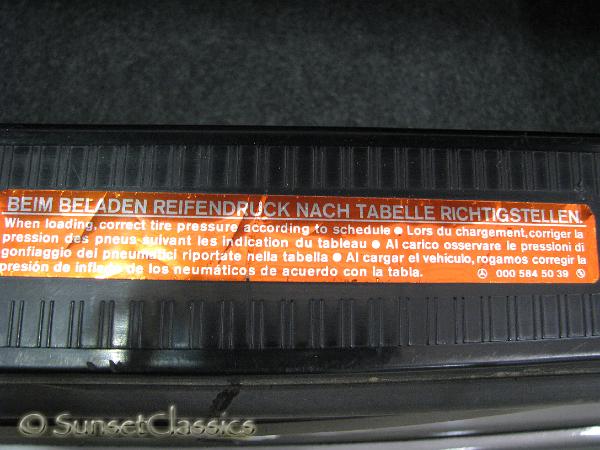 BEIM BELADEN REIFENDRUCK NACH TABELLE RICHTIGSTELLEN.
When loading, correct tire pressure according to schedule ● Lors du chargement, corriger la
pression des pneus suivant les indication du tableau ● Al carico osservare le pressioni di
gonfiaggio dei pneumatici riportate nella tabella ● Al cargar el vehículo, rogamos corregir la
presión de inflado de los neumáticos de acuerdo con la tabla. 000 584 50 39
© SunsetClassics